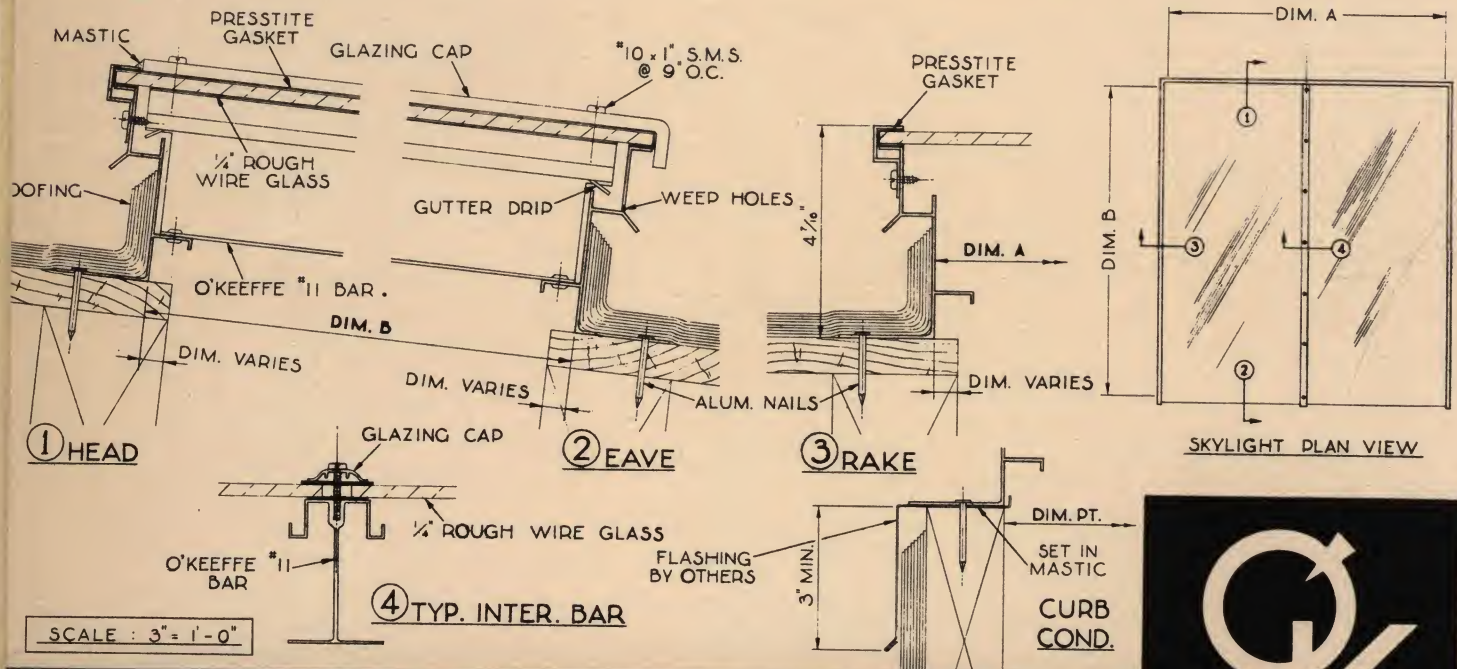 MASTIC
PRESSTITE
GASKET
GLAZING CAP
#10 x 1" S.M.S.
@ 9" O.C.
1/4" ROUGH
WIRE GLASS
OOFING
GUTTER DRIP
WEEP HOLES
O'KEEFFE #11 BAR.
DIM. B
DIM. VARIES
DIM. VARIES
ALUM. NAILS
① HEAD
② EAVE
PRESSTITE
GASKET
4 7/16"
DIM. A
DIM. VARIES
③ RAKE
DIM. A
DIM. B
①
③
④
②
SKYLIGHT PLAN VIEW
GLAZING CAP
1/4" ROUGH WIRE GLASS
O'KEEFFE #11
BAR
④ TYP. INTER. BAR
SCALE : 3" = 1'-0"
FLASHING
BY OTHERS
3" MIN.
DIM. PT.
SET IN
MASTIC
CURB
COND.